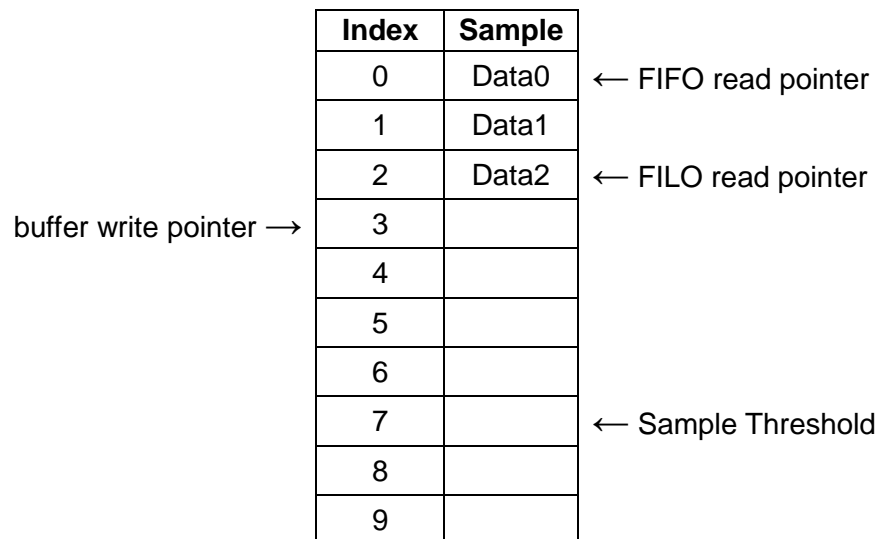 Index Sample
0 Data0 ← FIFO read pointer
1 Data1
2 Data2 ← FILO read pointer
buffer write pointer → 3
4
5
6
7 ← Sample Threshold
8
9